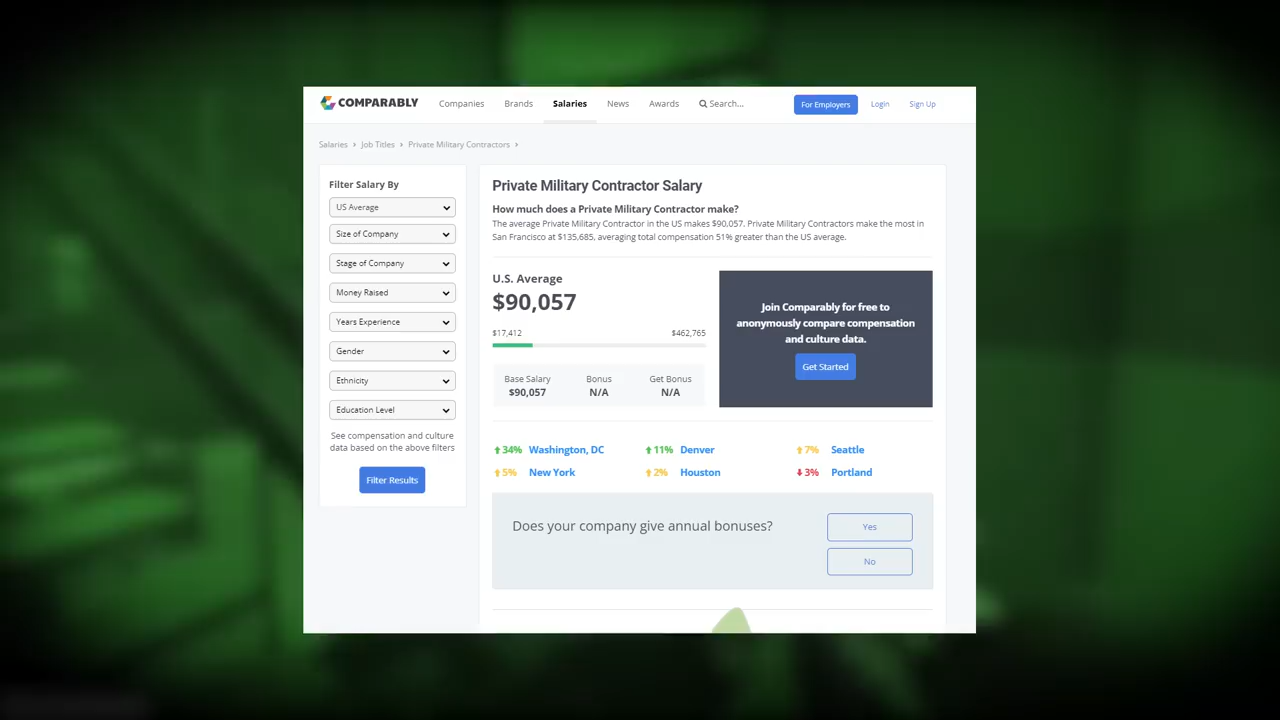 COMPARABLY
Companies
Brands
Salaries
News
Awards
Search...
For Employers
Login
Sign Up
Salaries > Job Titles > Private Military Contractors >
Filter Salary By
US Average
Size of Company
Stage of Company
Money Raised
Years Experience
Gender
Ethnicity
Education Level
See compensation and culture
data based on the above filters
Filter Results
Private Military Contractor Salary
How much does a Private Military Contractor make?
The average Private Military Contractor in the US makes $90,057. Private Military Contractors make the most in
San Francisco at $135,685, averaging total compensation 51% greater than the US average.
U.S. Average
$90,057
$17,412
$462,765
Base Salary
$90,057
Bonus
N/A
Get Bonus
N/A
Join Comparably for free to
anonymously compare compensation
and culture data.
Get Started
34% Washington, DC
11% Denver
7% Seattle
5% New York
2% Houston
3% Portland
Does your company give annual bonuses?
Yes
No